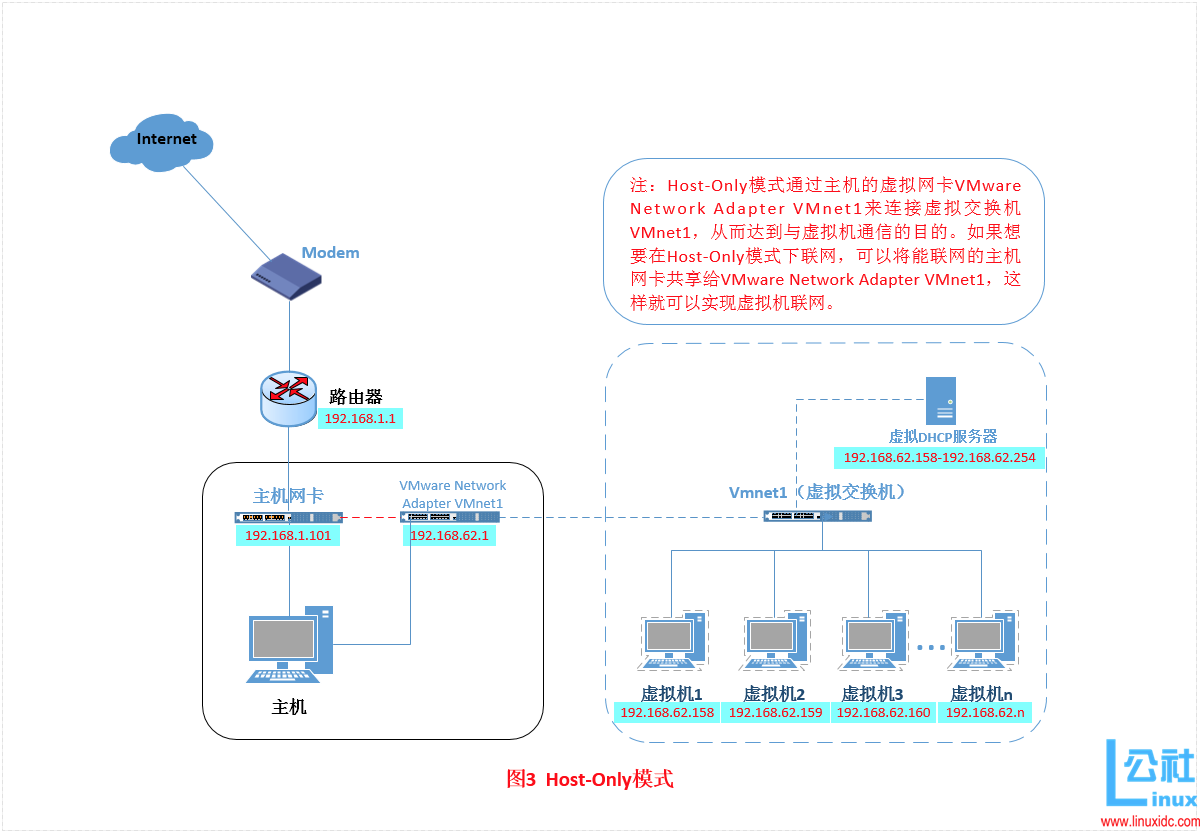 Internet
注：Host-Only模式通过主机的虚拟网卡VMware
Network Adapter VMnet1来连接虚拟交换机
VMnet1，从而达到与虚拟机通信的目的。如果想
要在Host-Only模式下联网，可以将能联网的主机
网卡共享给VMware Network Adapter VMnet1，这
样就可以实现虚拟机联网。
Modem
路由器
192.168.1.1
虚拟DHCP服务器
192.168.62.158-192.168.62.254
主机网卡
192.168.1.101
VMware Network
Adapter VMnet1
192.168.62.1
Vmnet1（虚拟交换机）
主机
虚拟机1
192.168.62.158
虚拟机2
192.168.62.159
虚拟机3
192.168.62.160
虚拟机n
192.168.62.n
图3 Host-Only模式
公社
Linux
www.linuxidc.com